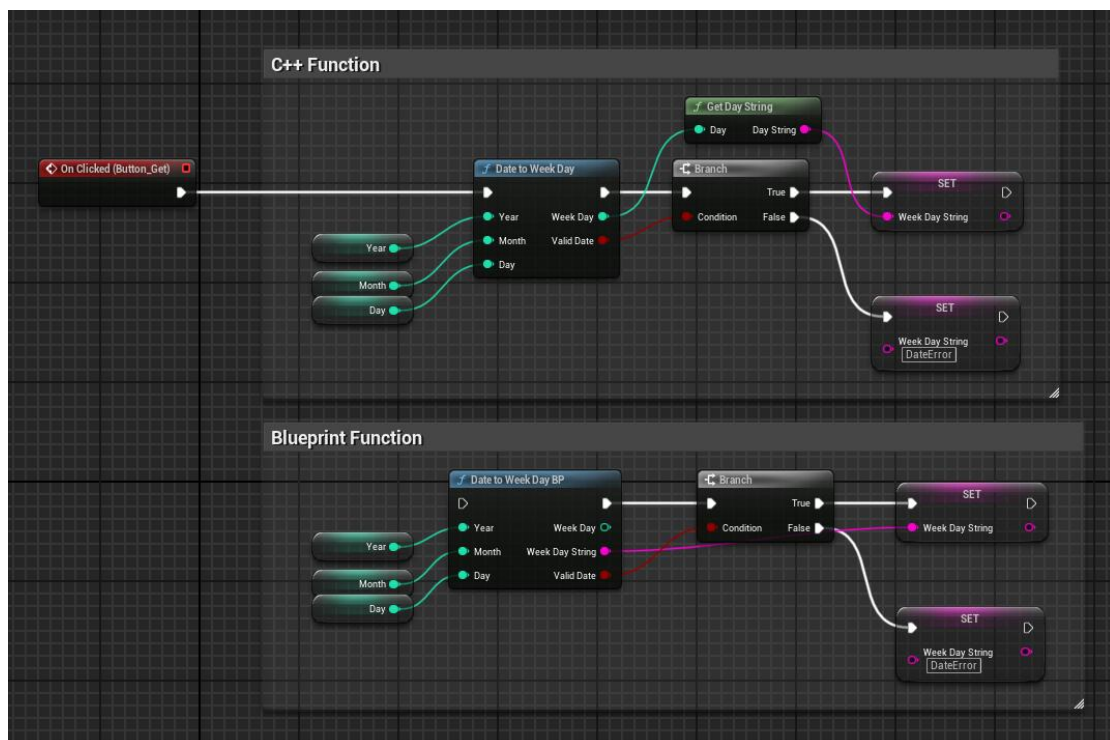 C++ Function
Get Day String
Day Day String
On Clicked (Button_Get)
Date to Week Day
Branch
SET
True
Year Week Day
Condition False
Week Day String
Month Valid Date
Day
Year
Month
Day
SET
Week Day String
DateError
Blueprint Function
Date to Week Day BP
Branch
SET
True
Year Week Day
Condition False
Week Day String
Month Week Day String
Day Valid Date
Year
Month
Day
SET
Week Day String
DateError